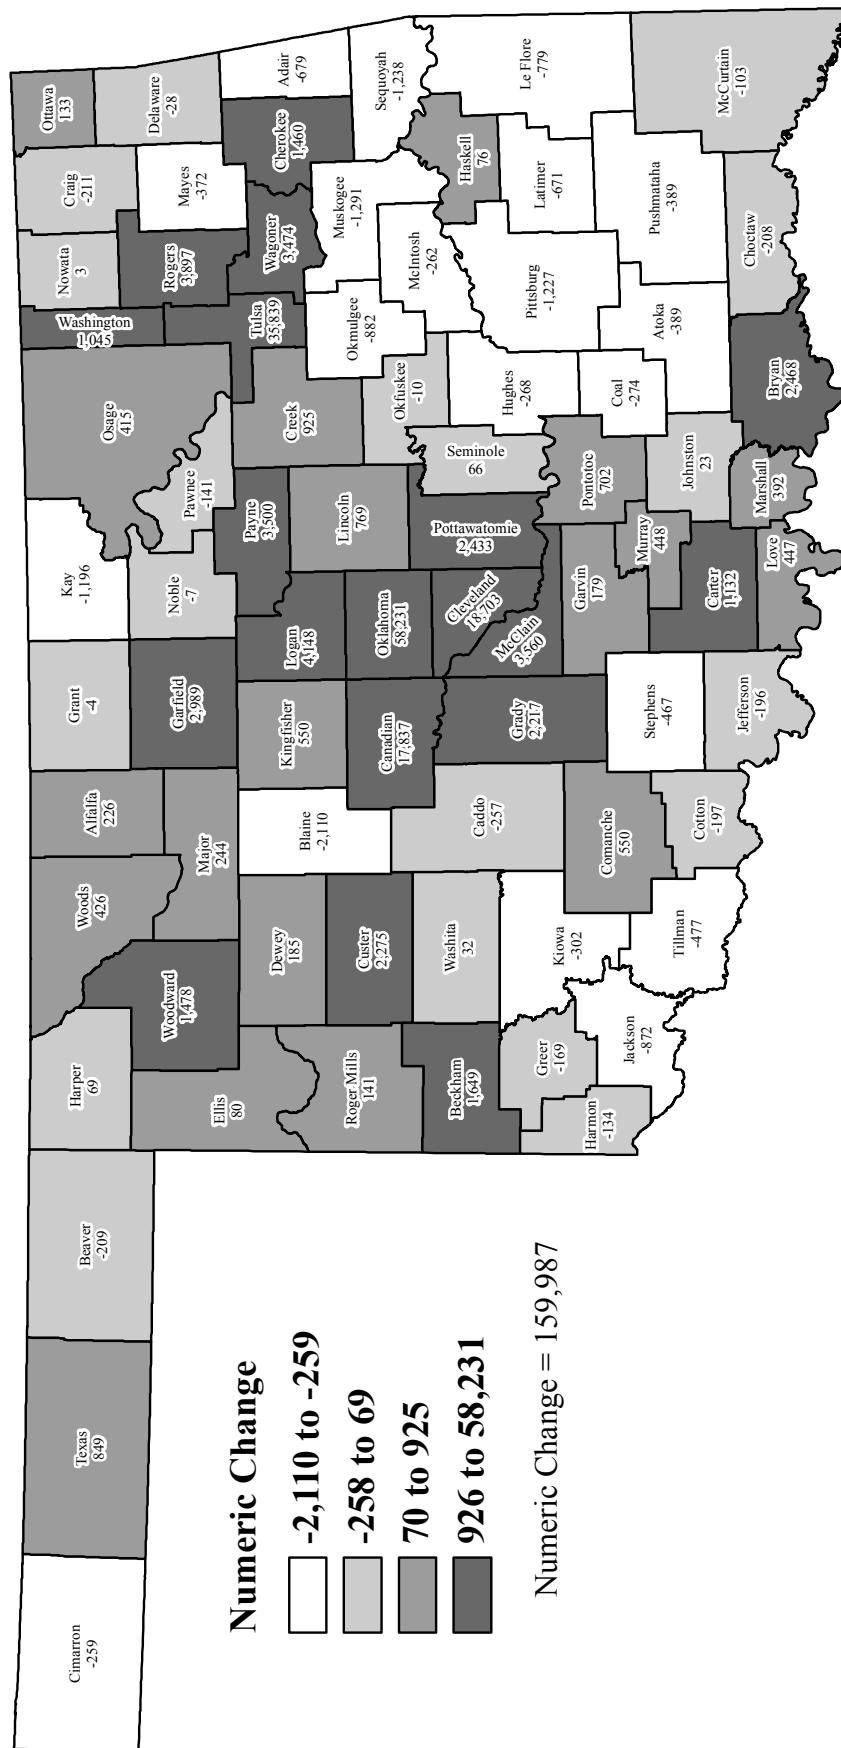 Cimarron
-259
Texas
849
Beaver
-209
Harper
69
Woods
426
Alfalfa
226
Grant
-4
Kay
-1,196
Osage
415
Washington
1,045
Nowata
3
Craig
-211
Ottawa
133
Delaware
-28
Ellis
80
Woodward
1,478
Major
244
Garfield
2,989
Noble
-7
Pawnee
-141
Rogers
3,897
Mayes
-372
Roger Mills
141
Dewey
185
Blaine
-2,110
Kingfisher
550
Logan
4,148
Payne
3,500
Creek
925
Tulsa
35,839
Wagoner
3,474
Cherokee
1,460
Adair
-679
Custer
2,275
Canadian
17,837
Oklahoma
58,231
Lincoln
769
Okfuskee
-10
Okmulgee
-882
Muskogee
-1,291
McIntosh
-262
Sequoyah
-1,238
Beckham
1,649
Washita
32
Caddo
-257
Grady
2,217
McClain
3,560
Cleveland
18,703
Pottawatomie
2,433
Seminole
66
Hughes
-268
Pittsburg
-1,227
Haskell
76
Le Flore
-779
Latimer
-671
Harmon
-134
Greer
-169
Kiowa
-302
Jackson
-872
Tillman
-477
Comanche
550
Cotton
-197
Stephens
-467
Jefferson
-196
Garvin
179
Murray
448
Pontotoc
702
Coal
-274
Atoka
-389
Pushmataha
-389
McCurtain
-103
Choctaw
-208
Bryan
2,468
Johnston
23
Marshall
392
Carter
1,132
Love
447
Numeric Change
-2,110 to -259
-258 to 69
70 to 925
926 to 58,231
Numeric Change = 159,987